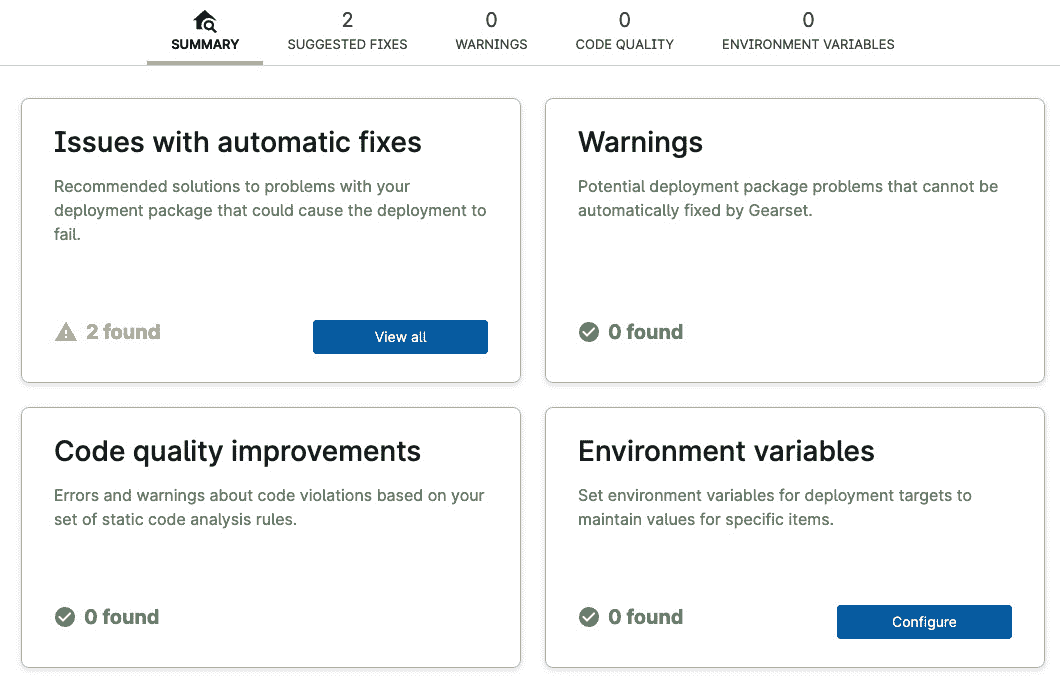 2 0 0 0
SUMMARY SUGGESTED FIXES WARNINGS CODE QUALITY ENVIRONMENT VARIABLES
Issues with automatic fixes
Recommended solutions to problems with your
deployment package that could cause the deployment to
fail.
2 found
View all
Warnings
Potential deployment package problems that cannot be
automatically fixed by Gearset.
0 found
Code quality improvements
Errors and warnings about code violations based on your
set of static code analysis rules.
0 found
Environment variables
Set environment variables for deployment targets to
maintain values for specific items.
0 found
Configure